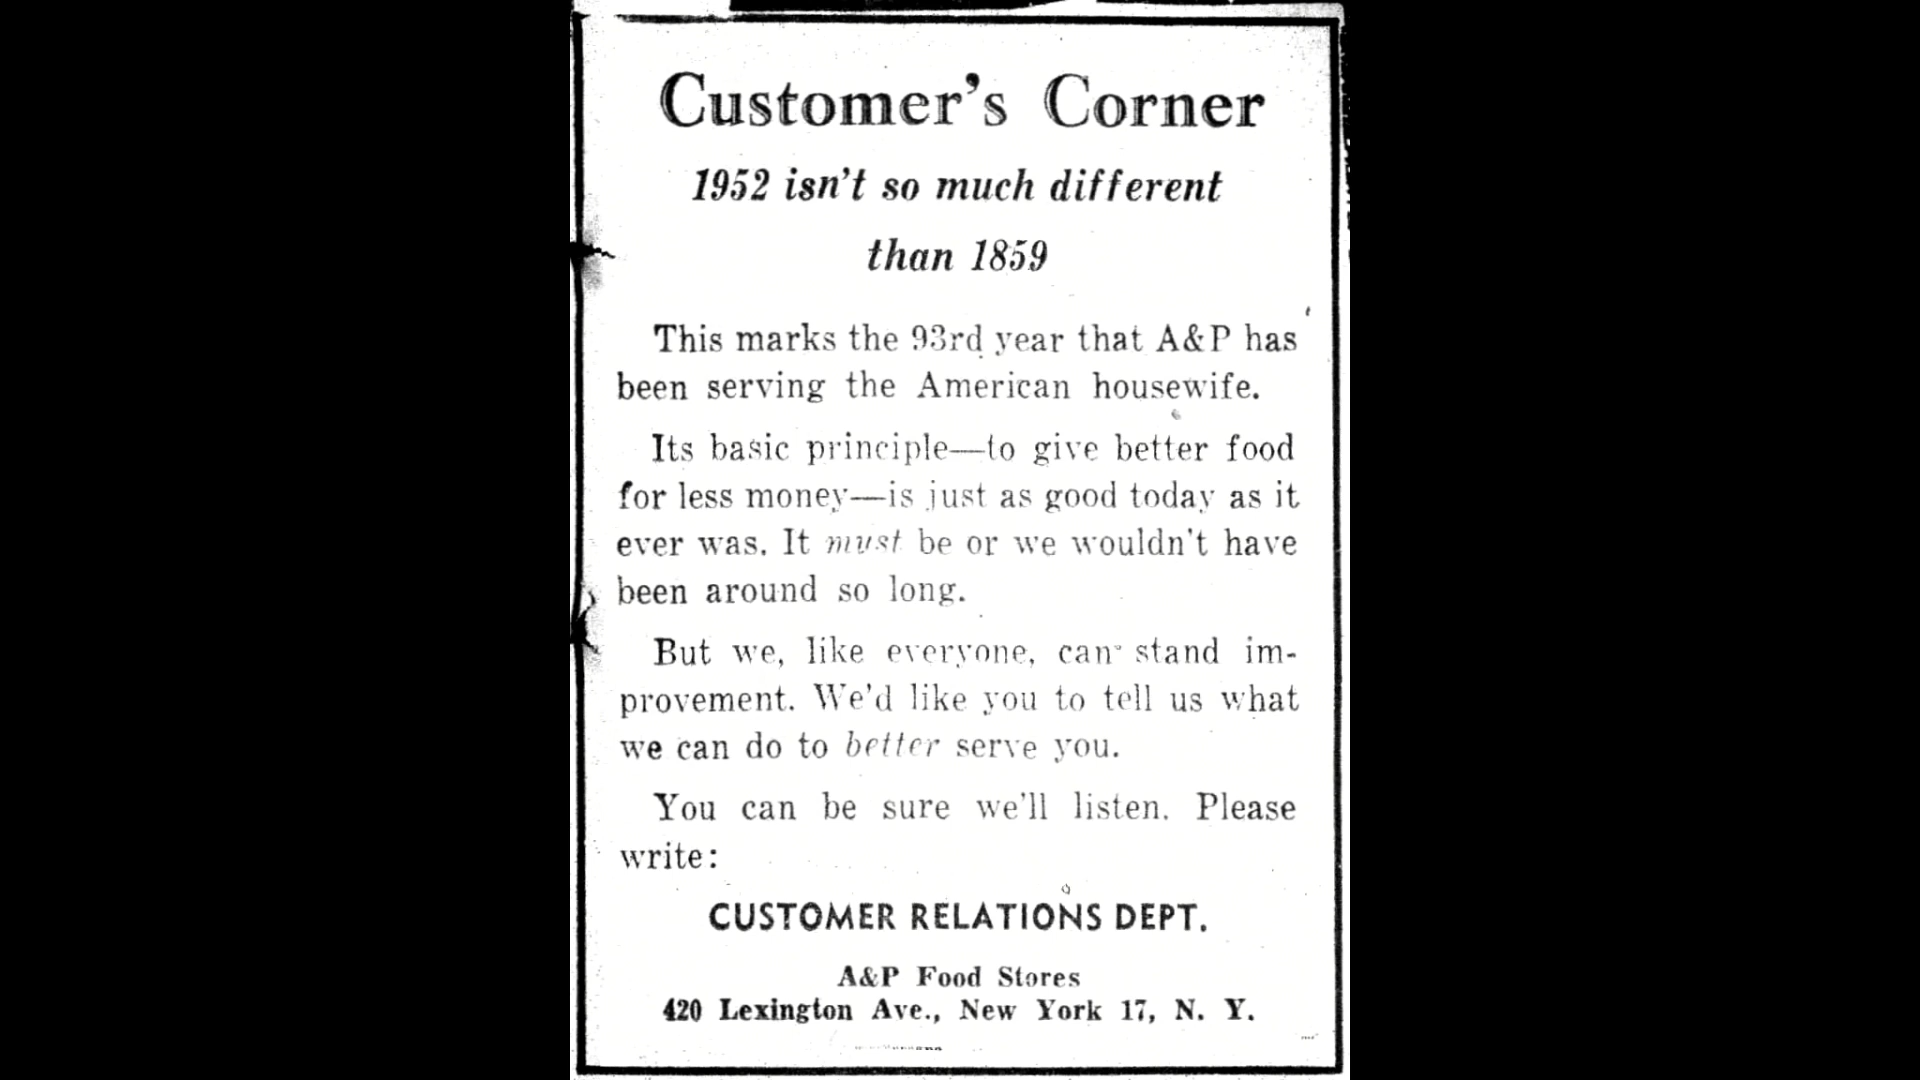 Customer's Corner
1952 isn't so much different
than 1859
This marks the 93rd year that A&P has
been serving the American housewife.
Its basic principle—to give better food
for less money—is just as good today as it
ever was. It must be or we wouldn't have
been around so long.
But we, like everyone, can stand im-
provement. We'd like you to tell us what
we can do to better serve you.
You can be sure we'll listen. Please
write:
CUSTOMER RELATIONS DEPT.
A&P Food Stores
420 Lexington Ave., New York 17, N. Y.